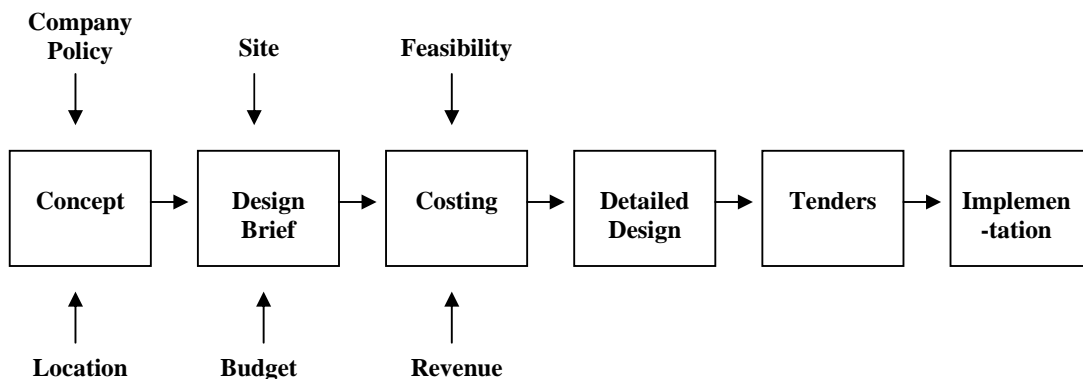 Company
Policy
Site
Feasibility
Concept
Design
Brief
Costing
Detailed
Design
Tenders
Implemen
-tation
Location
Budget
Revenue